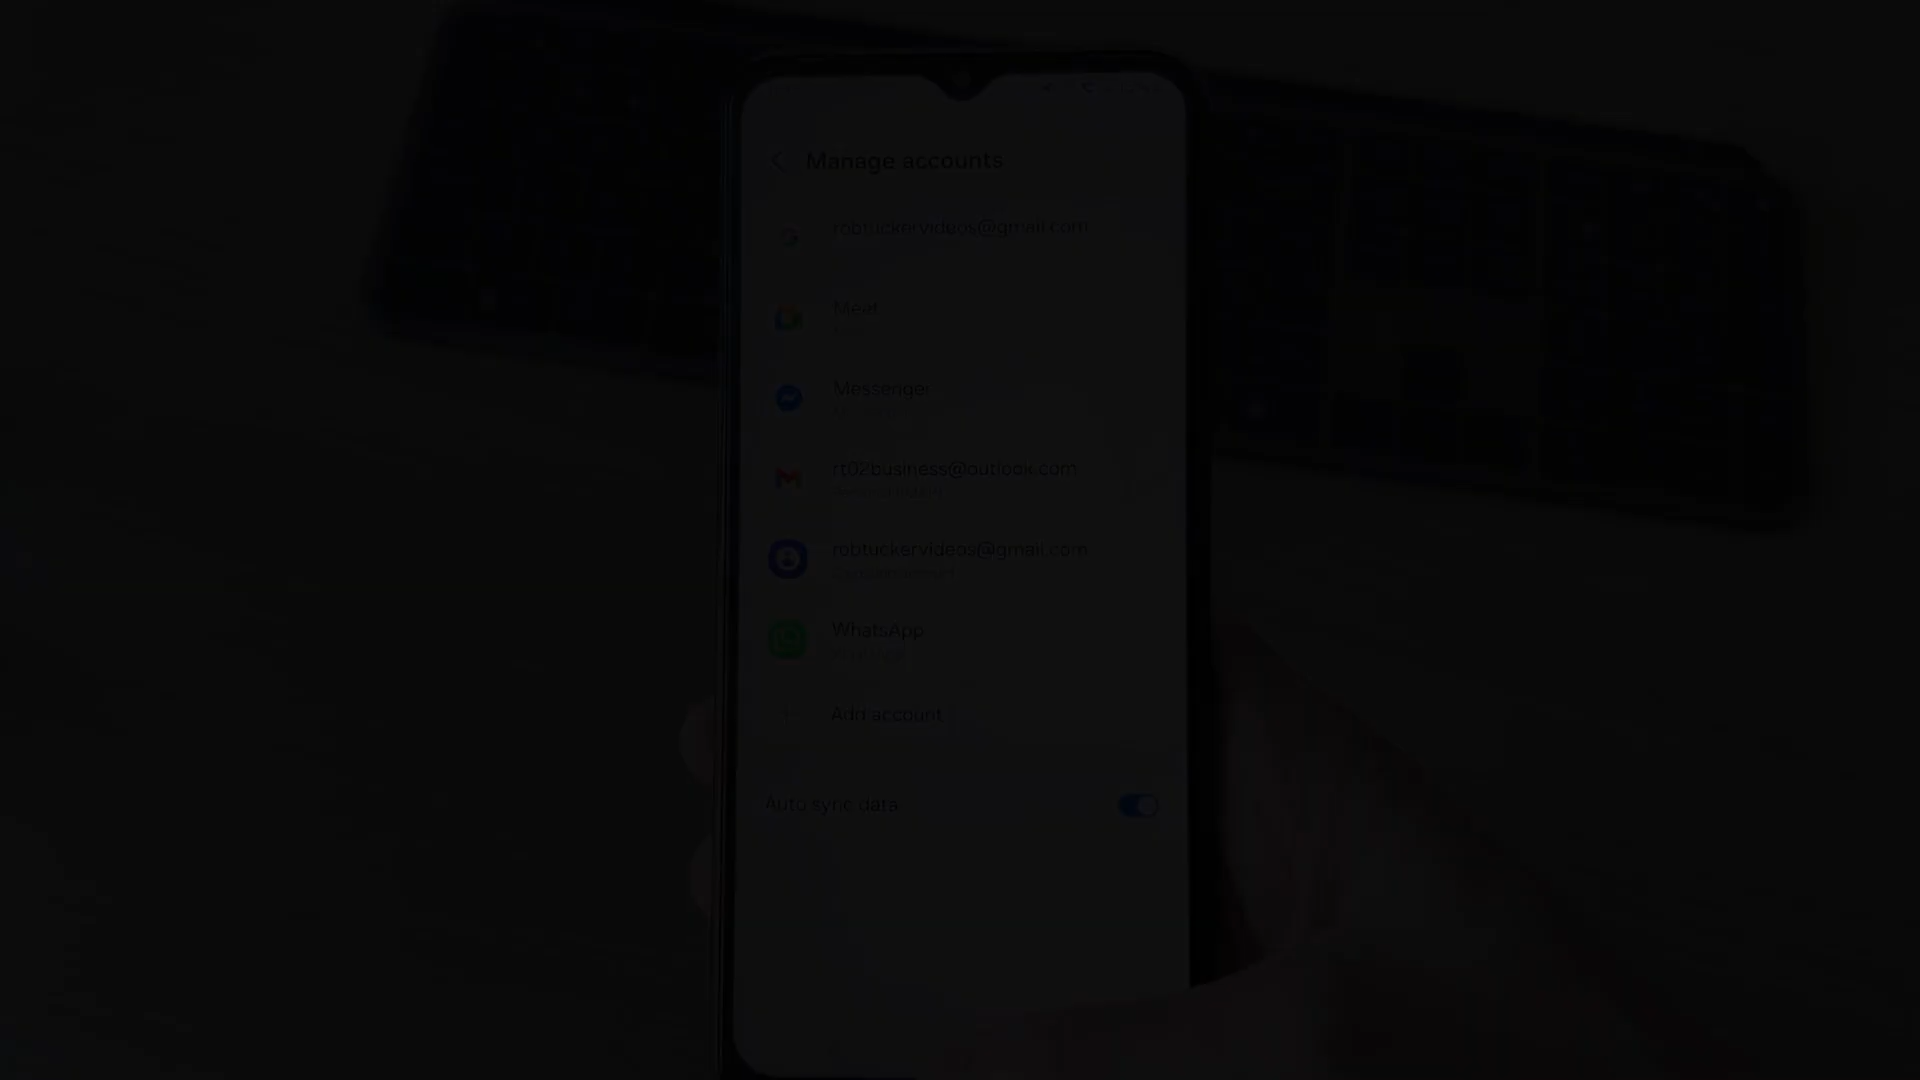 Manage accounts
robtuckervideos@gmail.com
Meet
Messenger
rt02business@outlook.com
robtuckervideos@gmail.com
WhatsApp
WhatsApp
Add account
Auto sync data